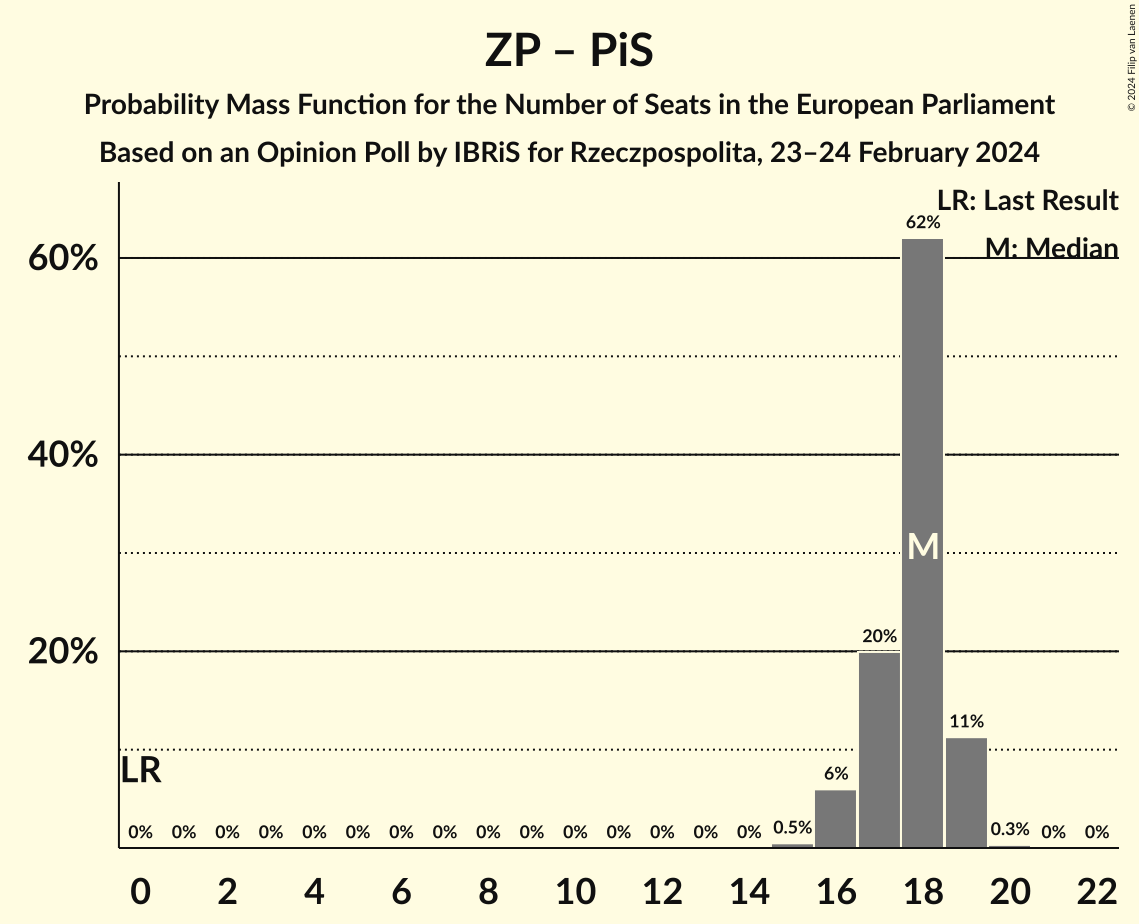 ZP – PiS
Probability Mass Function for the Number of Seats in the European Parliament
Based on an Opinion Poll by IBRiS for Rzeczpospolita, 23–24 February 2024
© 2024 Filip van Laenen
LR: Last Result
M: Median
60%
40%
20%
62%
M
20%
11%
6%
LR
0% 0% 0% 0% 0% 0% 0% 0% 0% 0% 0% 0% 0% 0% 0% 0.5% 0.3% 0% 0%
0 2 4 6 8 10 12 14 16 18 20 22